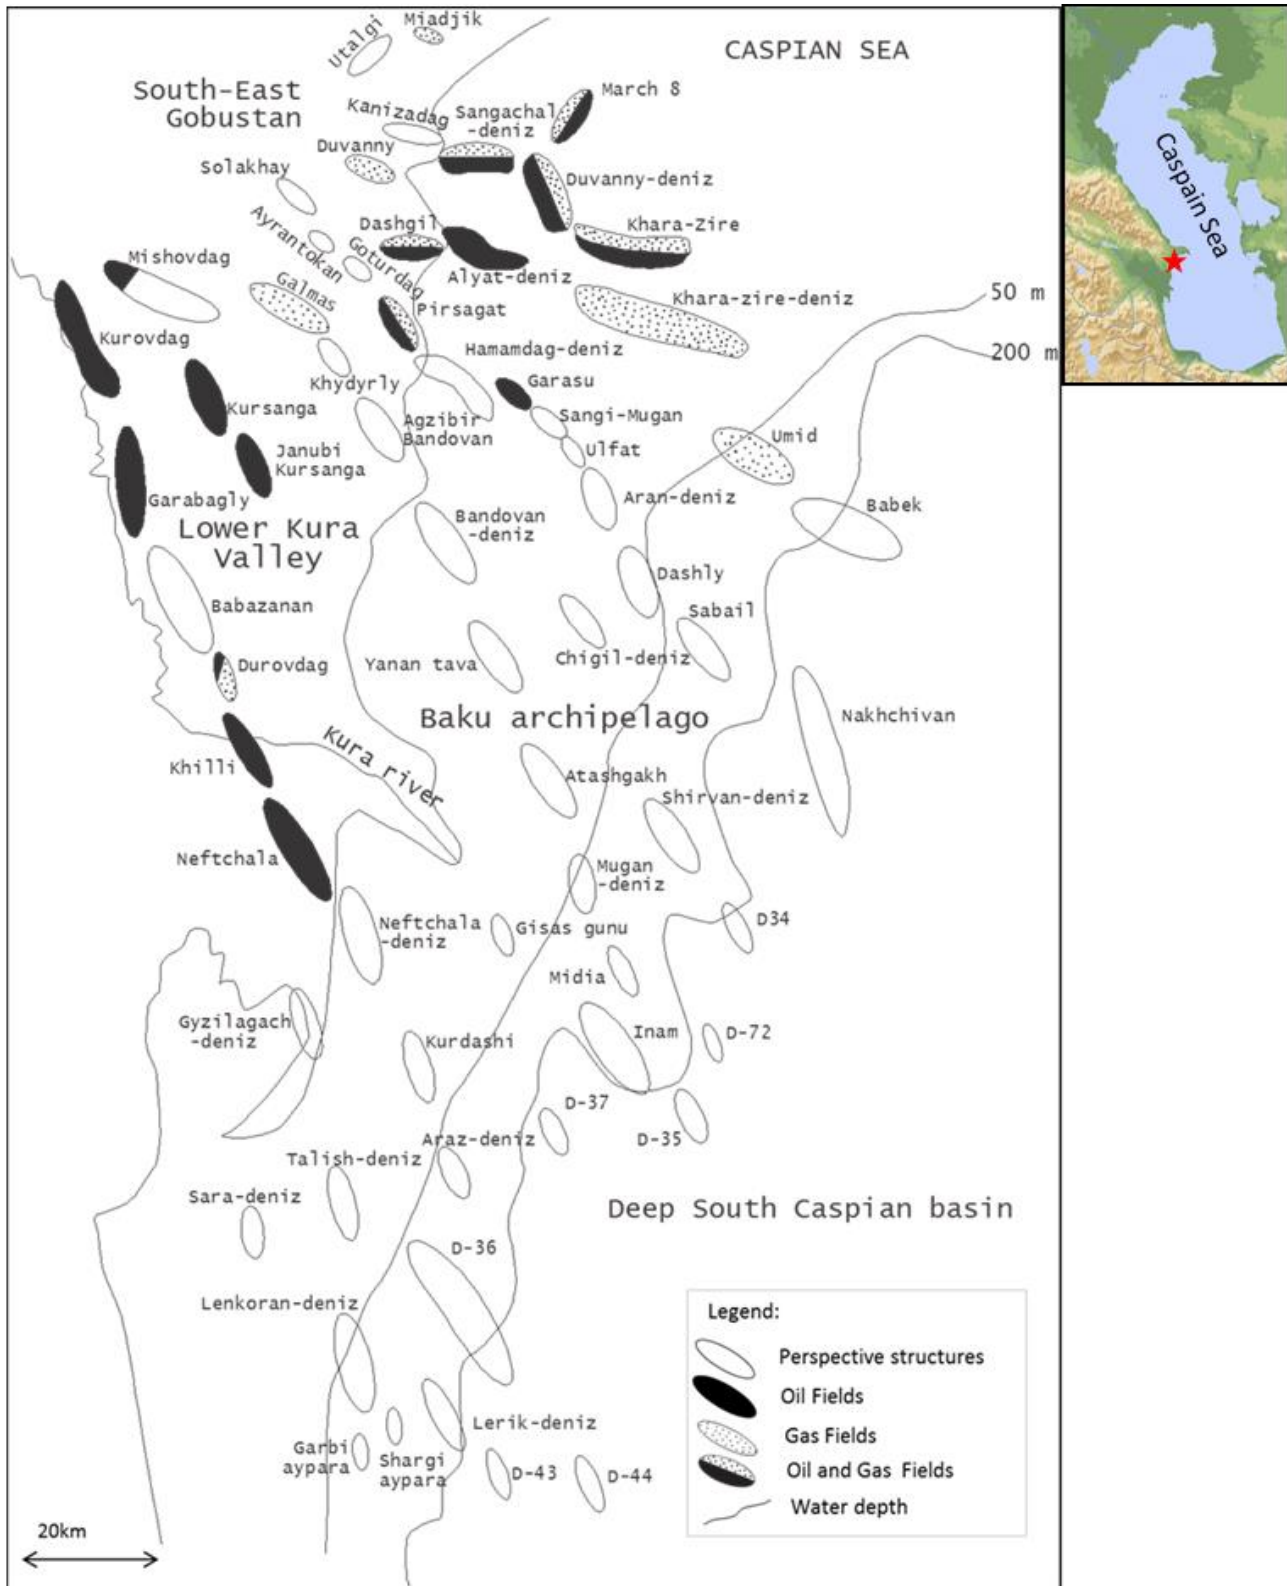 Miadjik
Utalgi
CASPIAN SEA
South-East
Gobustan
March 8
Kanizadag
Sangachal
-deniz
Duvanny
Solakhay
Duvanny-deniz
Ayrantokan
Dashgil
Khara-Zire
Goturdag
Mishovdag
Alyat-deniz
Galmas
Khara-zire-deniz
50 m
Pirsagat
Kurovdag
Hamamdag-deniz
200 m
Khydyrly
Garasu
Kursanga
Agzibir
Bandovan
Sangi-Mugan
Umid
Janubi
Kursanga
Ulfat
Garabagly
Aran-deniz
Babek
Lower Kura
Valley
Bandovan
-deniz
Dashly
Babazanan
Sabail
Durovdag
Yanan tava
Chigil-deniz
Baku archipelago
Nakhchivan
Khilli
Kura river
Atashgakh
Shirvan-deniz
Neftchala
Mugan
-deniz
Neftchala
-deniz
Gisas gunu
D34
Midia
Gyzilagach
-deniz
Kurdashi
Inam
D-72
D-37
Araz-deniz
D-35
Talish-deniz
Sara-deniz
Deep South Caspian basin
D-36
Lenkoran-deniz
Lerik-deniz
Garbi
aypara
Shargi
aypara
D-43
D-44
20km
Legend:
Perspective structures
Oil Fields
Gas Fields
Oil and Gas Fields
Water depth
Caspain Sea